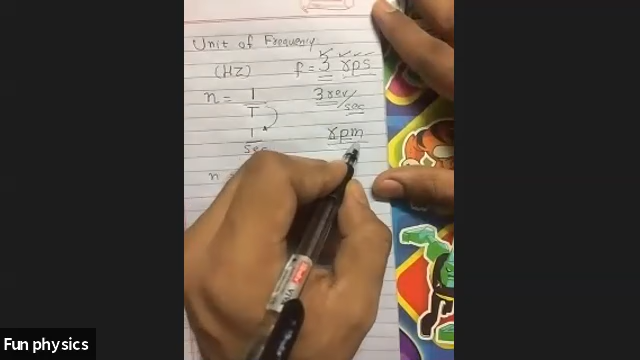 Unit of Frequency
(HZ) f = 3 rps
n = 1/T 3 rev/sec
1/sec rpm
n
Fun physics